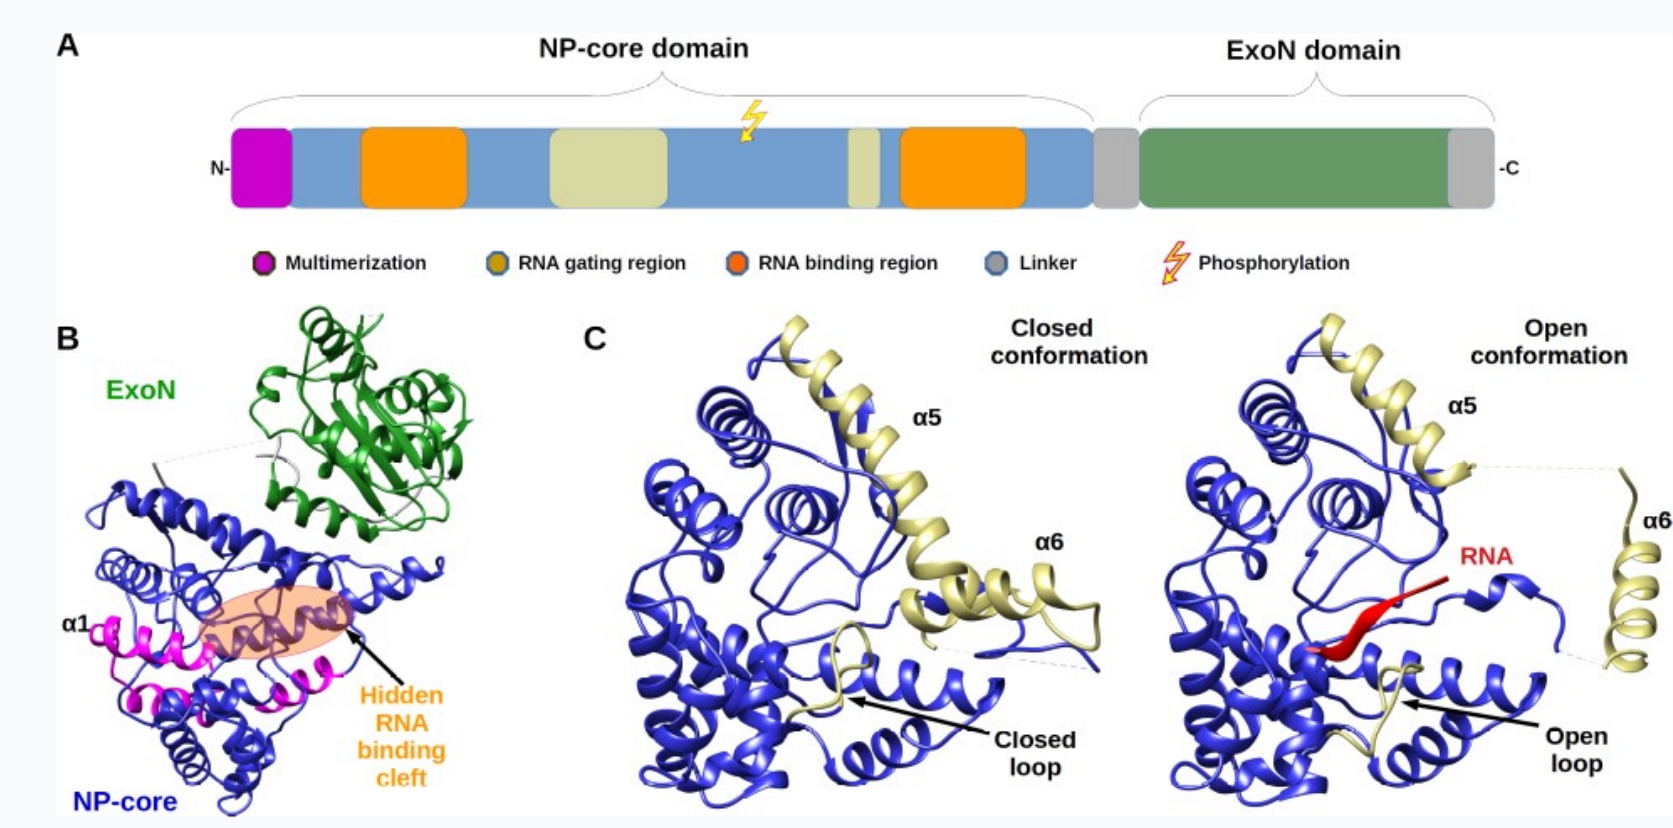 A
NP-core domain
ExoN domain
N-
-C
Multimerization
RNA gating region
RNA binding region
Linker
Phosphorylation
B
ExoN
α1
Hidden
RNA
binding
cleft
NP-core
C
Closed
conformation
α5
α6
Closed
loop
Open
conformation
α5
α6
RNA
Open
loop